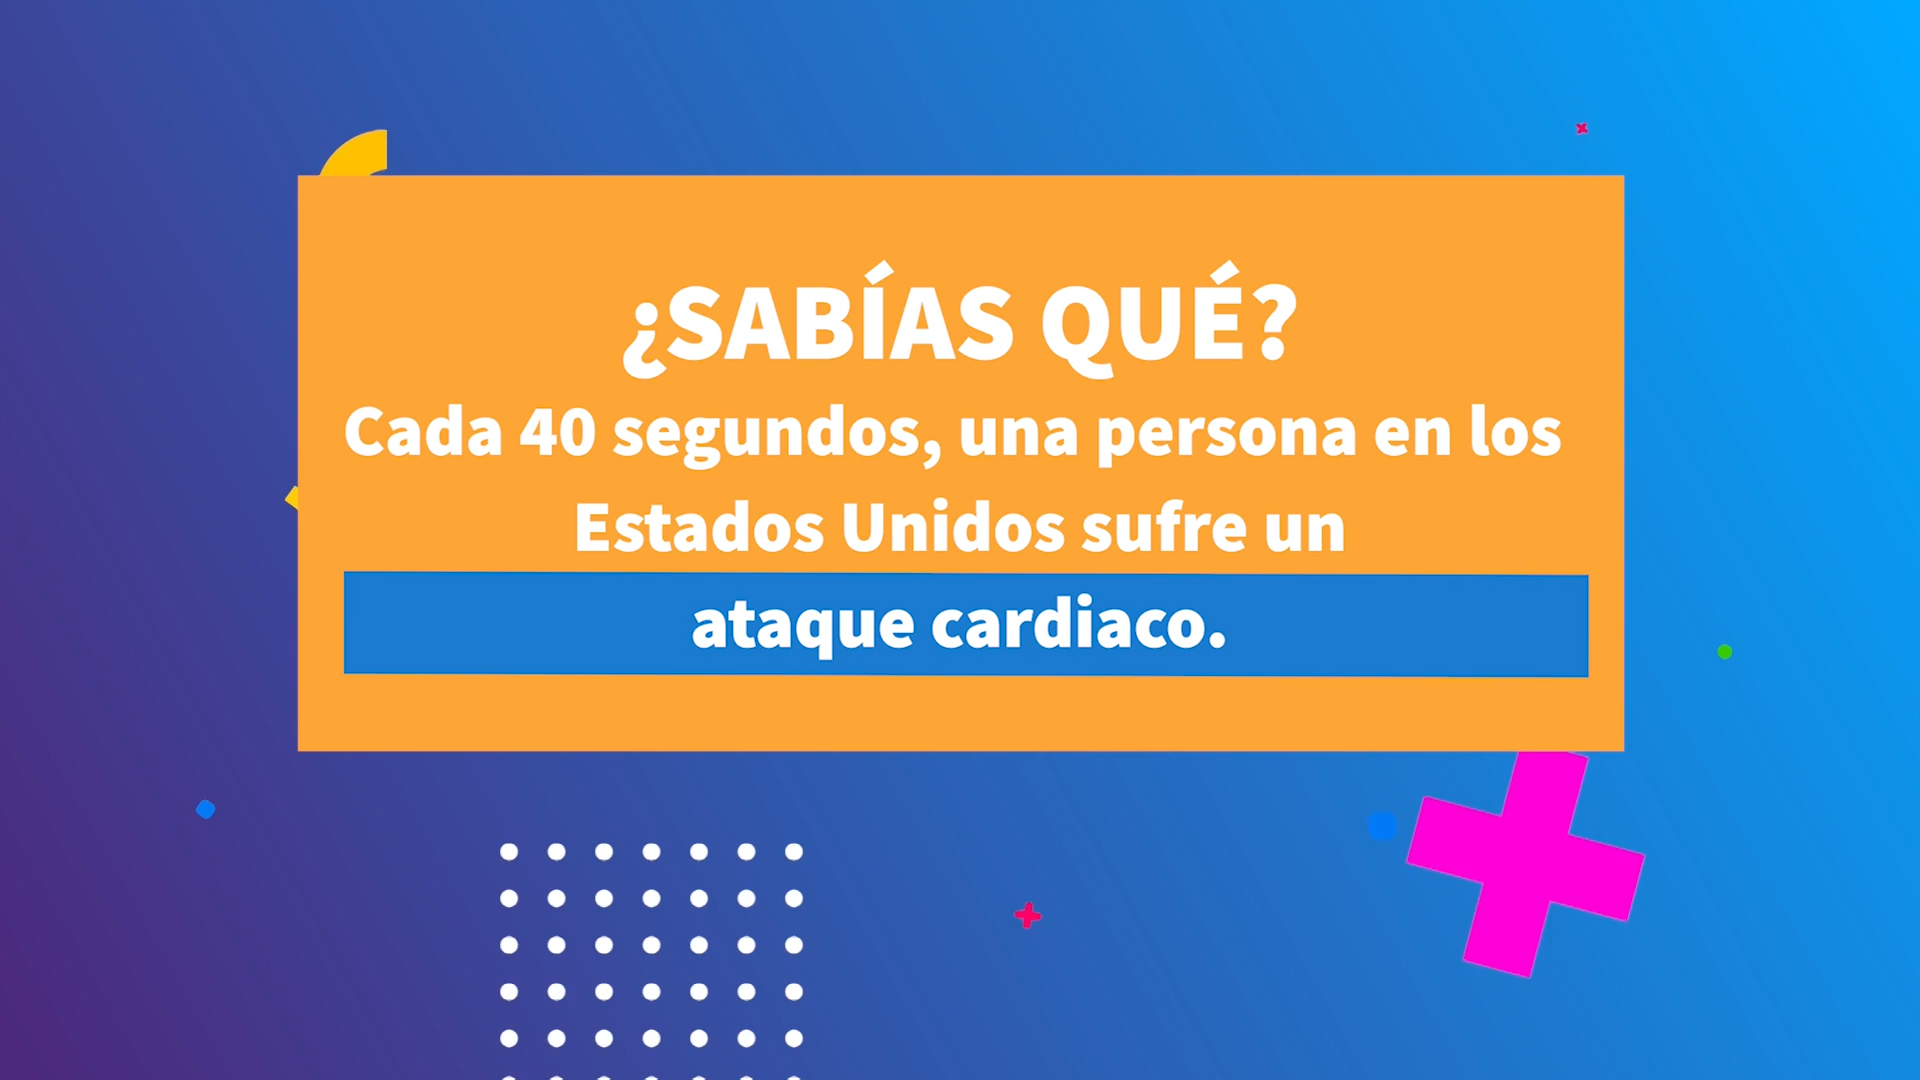 ¿SABÍAS QUÉ?
Cada 40 segundos, una persona en los
Estados Unidos sufre un
ataque cardiaco.